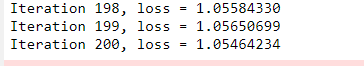 Iteration 198, loss = 1.05584330
Iteration 199, loss = 1.05650699
Iteration 200, loss = 1.05464234